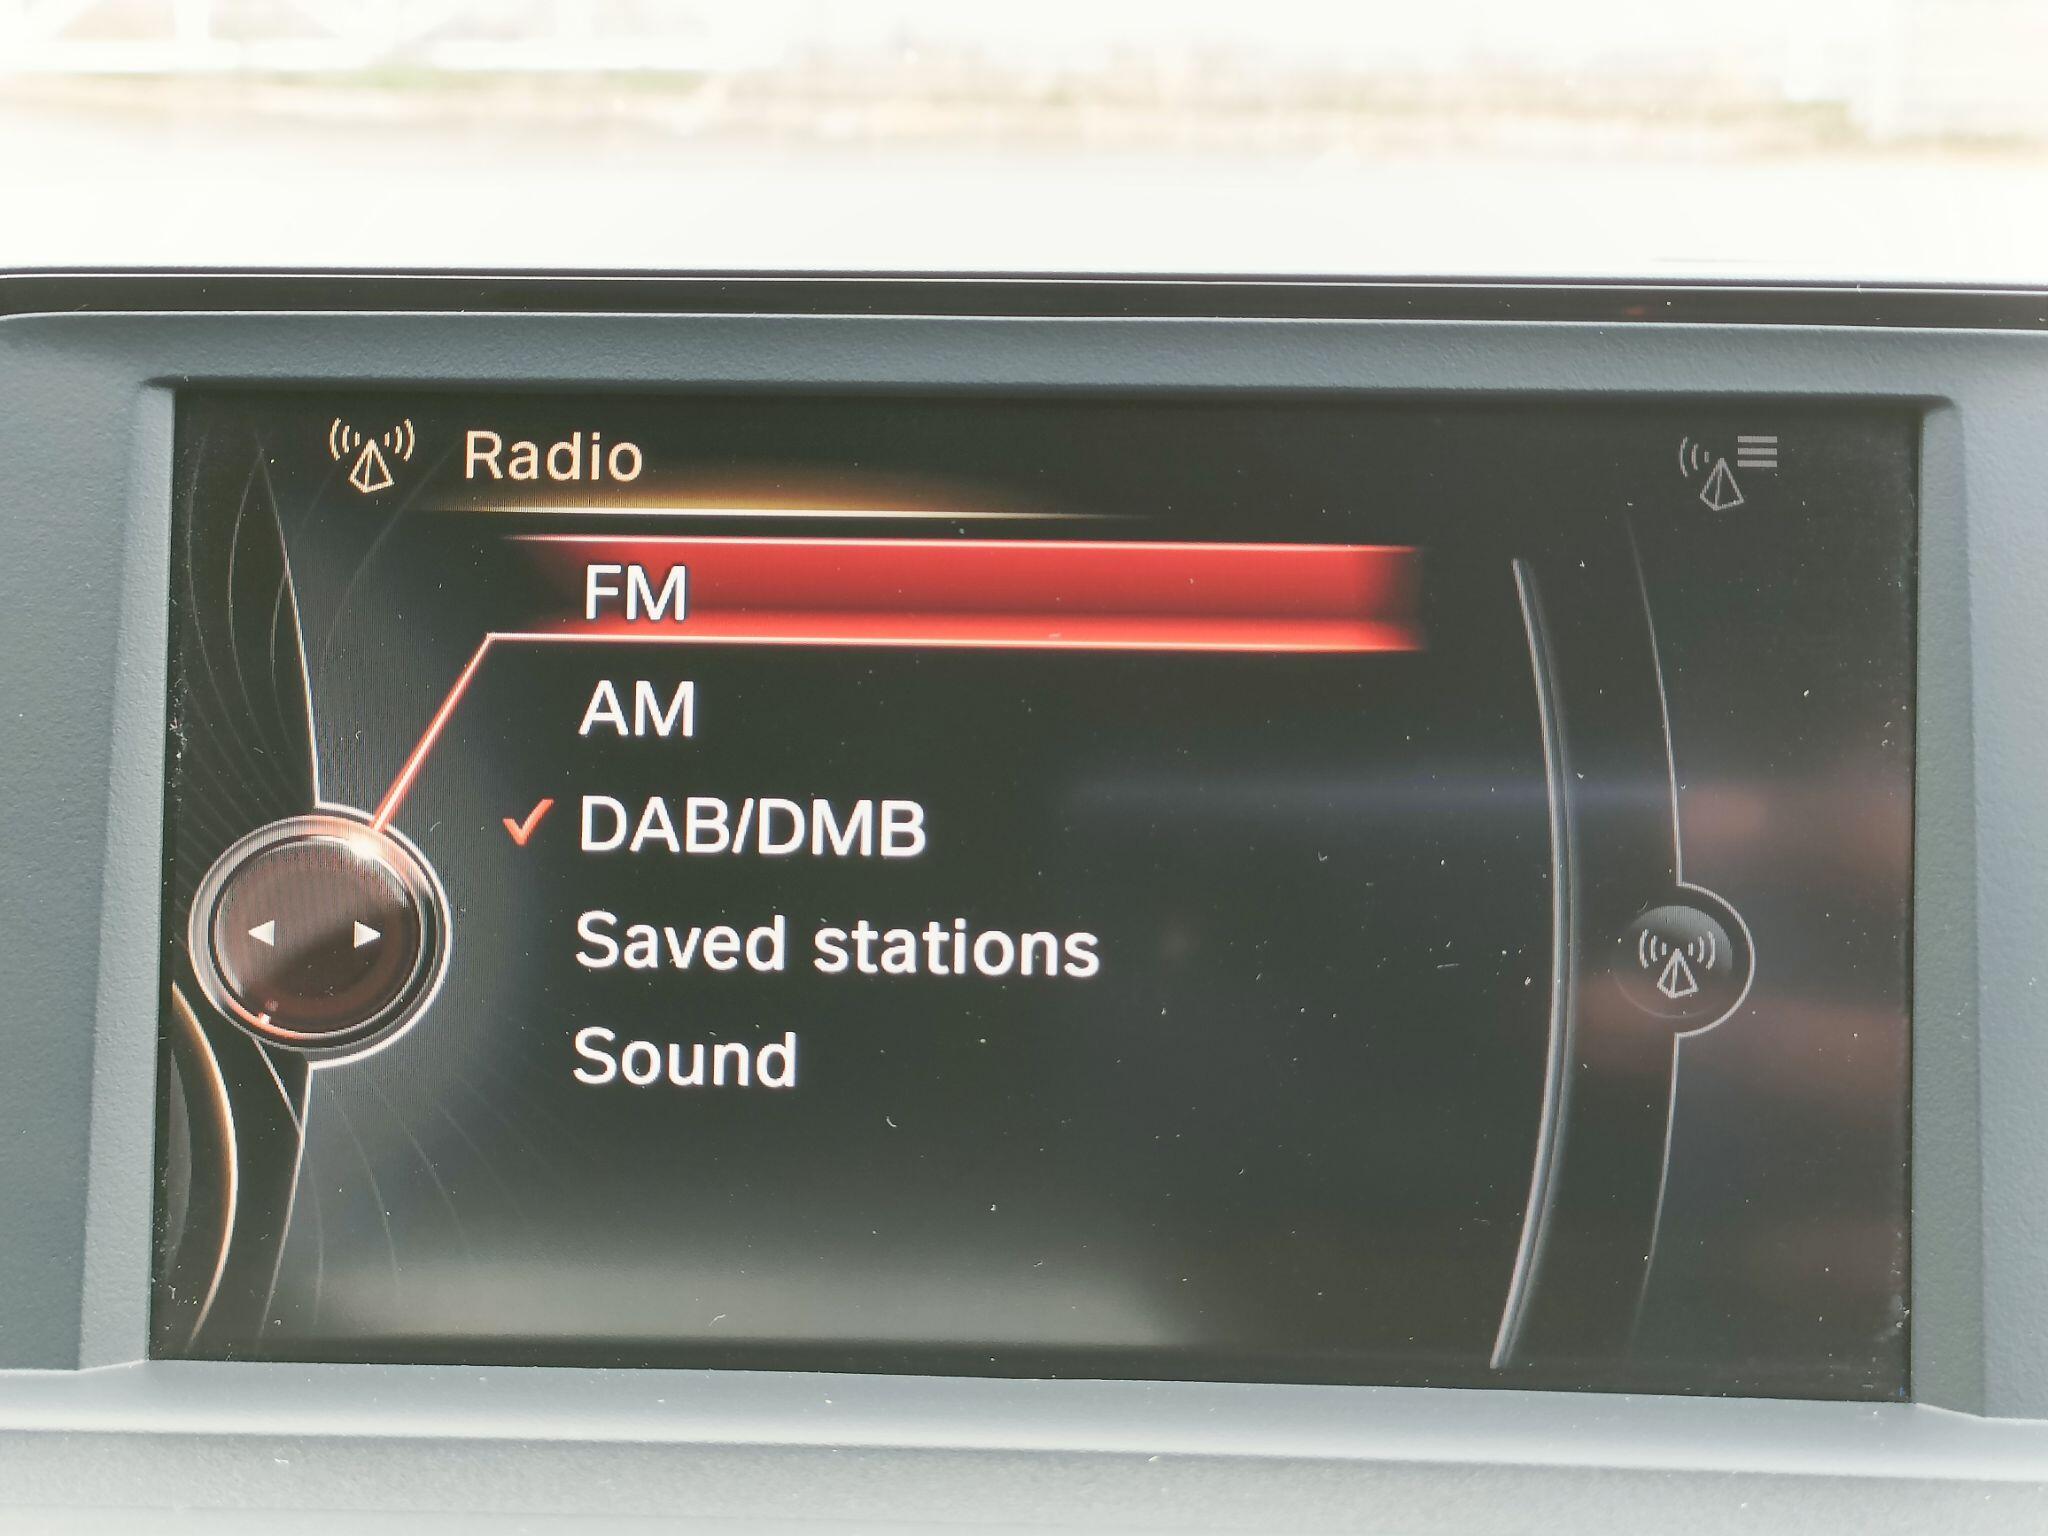 Radio
FM
AM
DAB/DMB
Saved stations
Sound